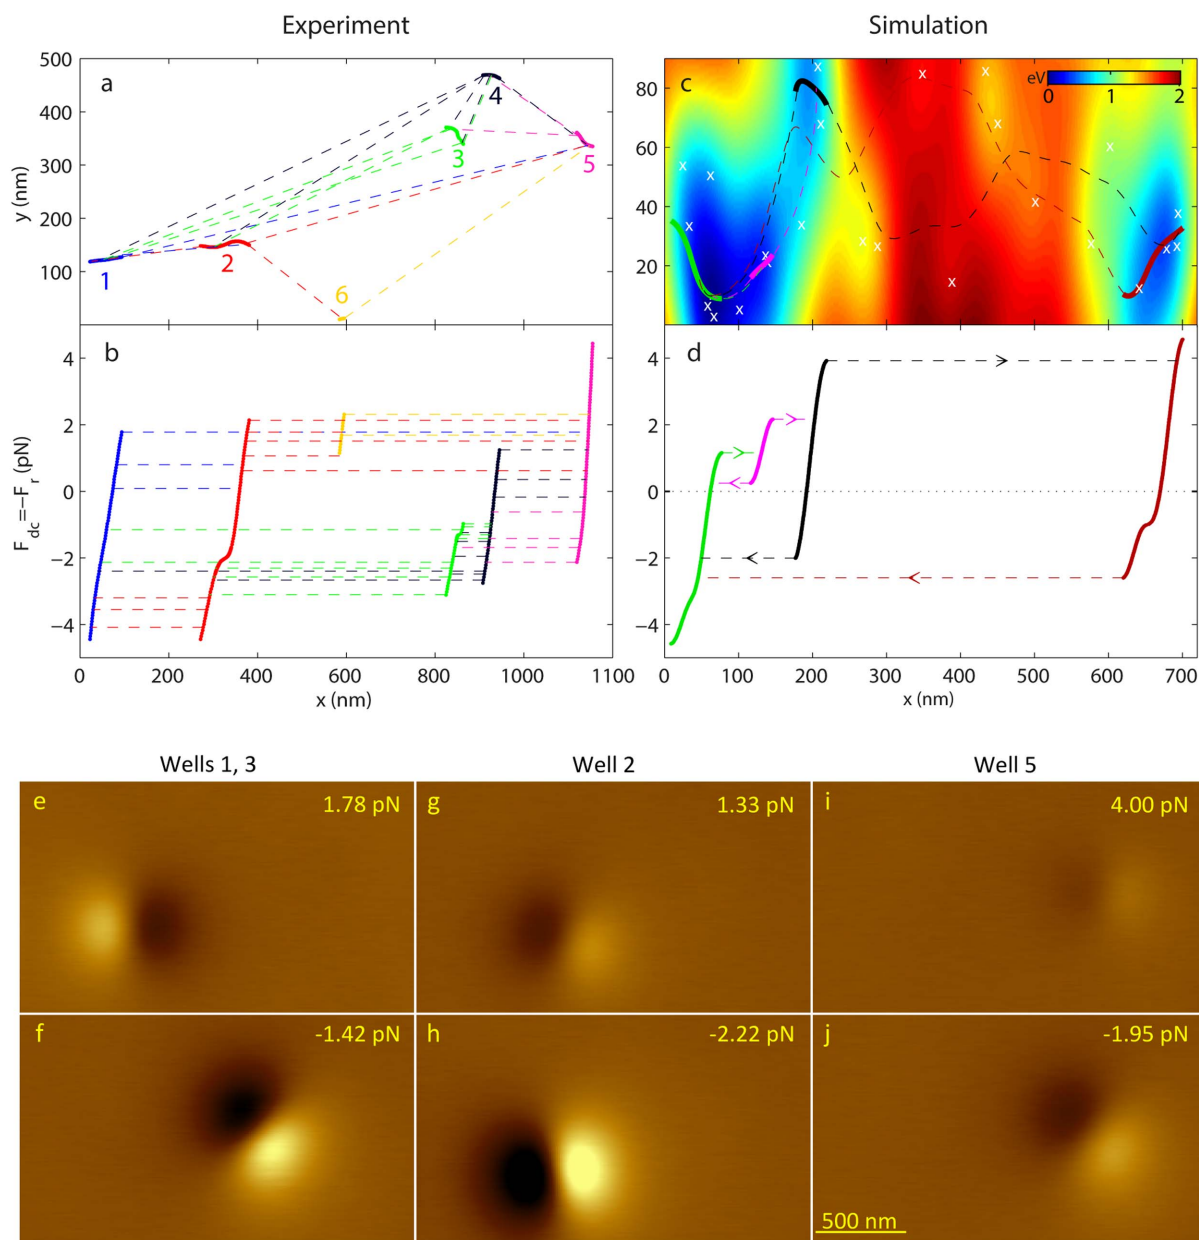 Experiment
Simulation
a
500
400
300
200
100
y (nm)
1
2
3
4
5
6
c
eV
0 1 2
80
60
40
20
x x x x x x x x x x x x x x x x x x x x x x
b
4
2
0
−2
−4
F_dc = −F_r (pN)
0 200 400 600 800 1000 1100
x (nm)
d
4
2
0
−2
−4
0 100 200 300 400 500 600 700
x (nm)
Wells 1, 3
Well 2
Well 5
e 1.78 pN
g 1.33 pN
i 4.00 pN
f -1.42 pN
h -2.22 pN
j -1.95 pN
500 nm